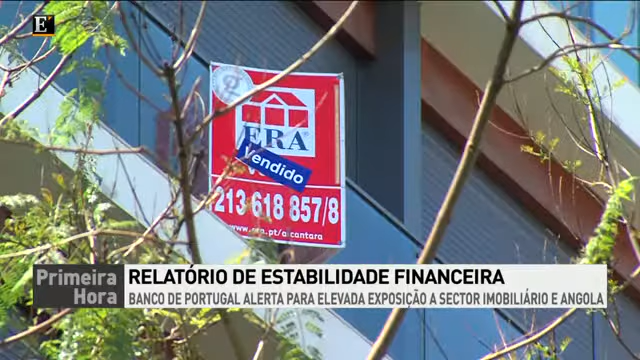 E
ERA
Vendido
213 618 857/8
www.era.pt/alcantara
Primeira
Hora
RELATÓRIO DE ESTABILIDADE FINANCEIRA
BANCO DE PORTUGAL ALERTA PARA ELEVADA EXPOSIÇÃO A SECTOR IMOBILIÁRIO E ANGOLA